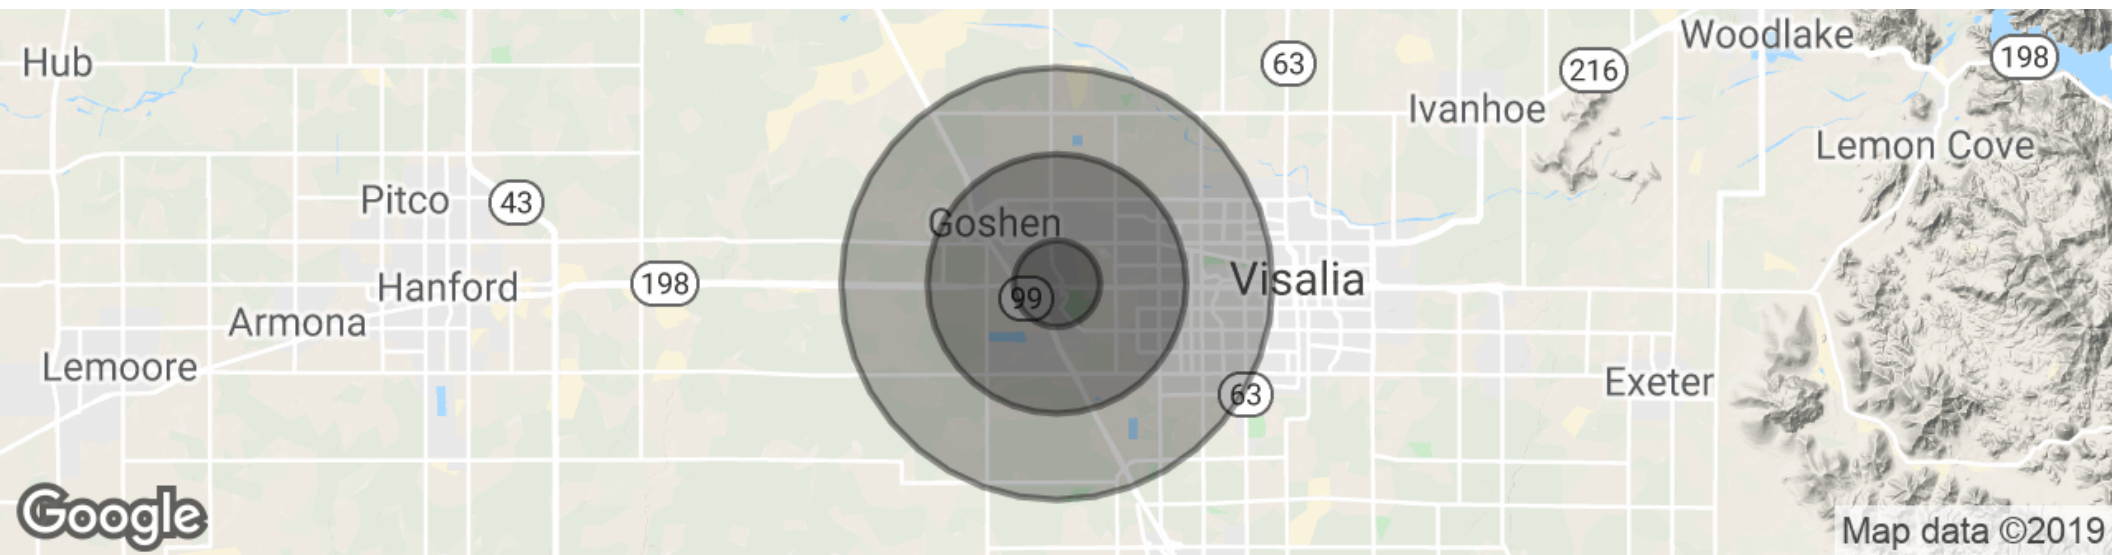 Woodlake
Hub
63
216
198
Ivanhoe
Lemon Cove
Pitco
43
Goshen
Hanford
198
99
Visalia
Armona
Lemoore
63
Exeter
Google
Map data ©2019